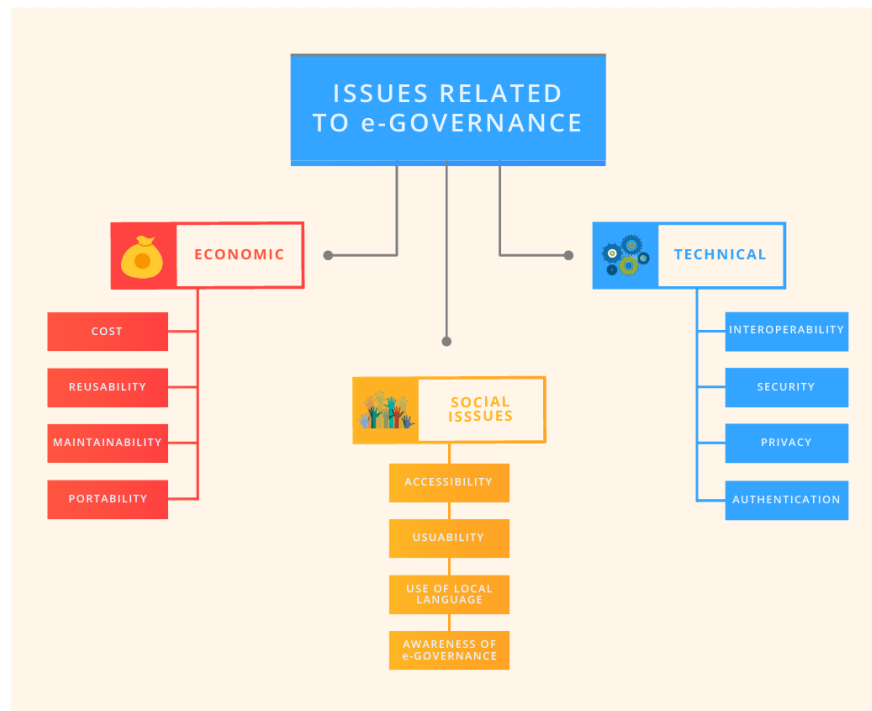 ISSUES RELATED
TO e-GOVERNANCE
ECONOMIC
COST
REUSABILITY
MAINTAINABILITY
PORTABILITY
SOCIAL
ISSSUES
ACCESSIBILITY
USUABILITY
USE OF LOCAL
LANGUAGE
AWARENESS OF
e-GOVERNANCE
TECHNICAL
INTEROPERABILITY
SECURITY
PRIVACY
AUTHENTICATION